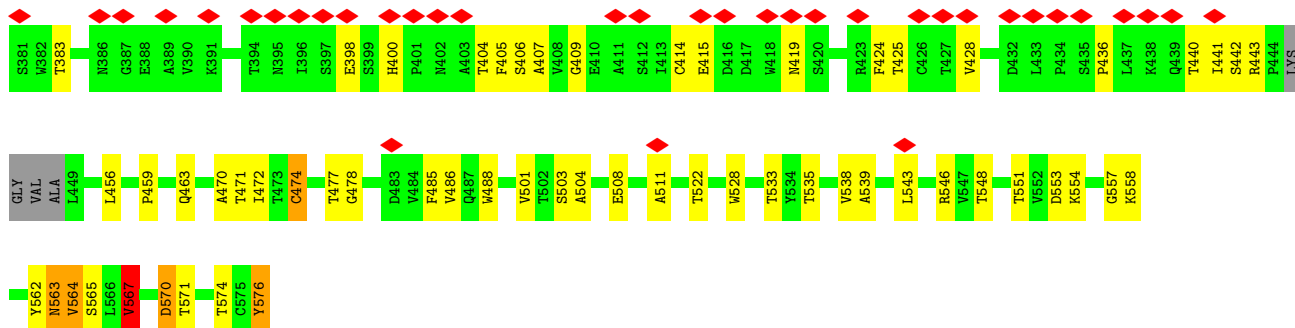 S381 W382 T383 N386 G387 E388 A389 V390 K391 T394 N395 I396 S397 E398 S399 H400 P401 N402 A403 T404 F405 S406 A407 V408 G409 E410 A411 S412 I413 C414 E415 D416 D417 W418 N419 S420 R423 F424 T425 C426 T427 V428 D432 L433 P434 S435 P436 L437 K438 Q439 T440 I441 S442 R443 P444 LYS
GLY VAL ALA L449 L456 P459 Q463 A470 T471 I472 T473 C474 T477 G478 D483 V484 F485 V486 Q487 W488 V501 T502 S503 A504 E508 A511 T522 W528 T533 Y534 T535 V538 A539 L543 R546 V547 T548 T551 V552 D553 K554 G557 K558
Y562 N563 V564 S565 L566 V567 D570 T571 T574 C575 Y576